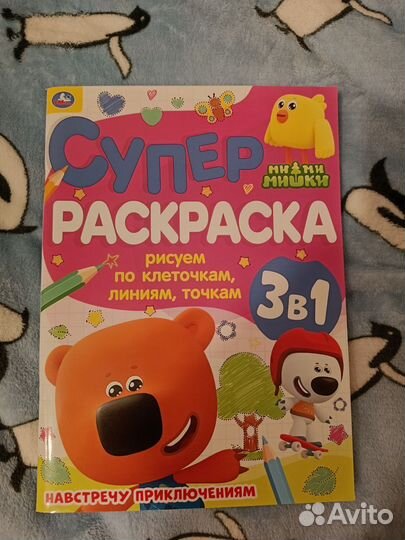 СУПЕР
МИ-МИ-
МИШКИ
РАСКРАСКА
рисуем
по клеточкам,
линиям, точкам
3в1
НАВСТРЕЧУ ПРИКЛЮЧЕНИЯМ
Avito